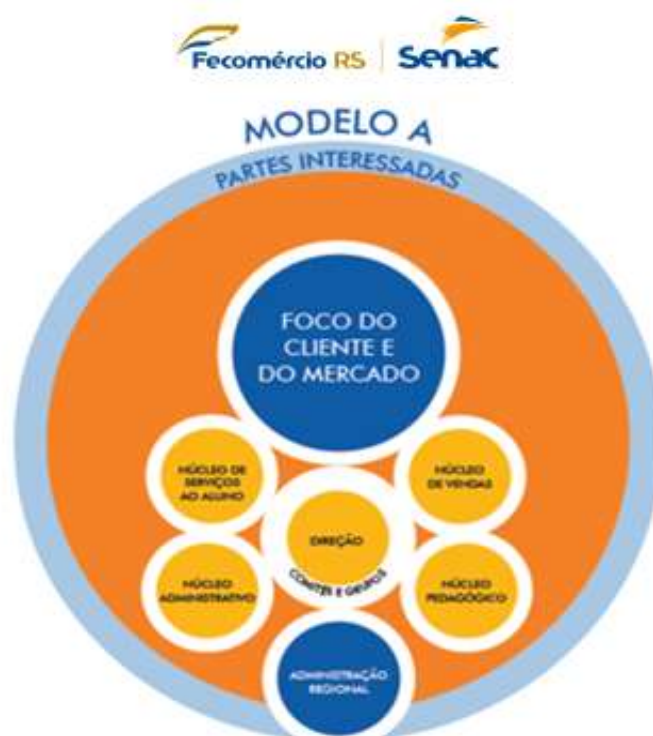 Fecomércio RS
Senac
MODELO A
PARTES INTERESSADAS
FOCO DO
CLIENTE E
DO MERCADO
NÚCLEO DE
SERVIÇOS
AO ALUNO
NÚCLEO
DE VENDAS
DIREÇÃO
COMITES E GRUPOS
NÚCLEO
ADMINISTRATIVO
NÚCLEO
PEDAGÓGICO
ADMINISTRAÇÃO
REGIONAL